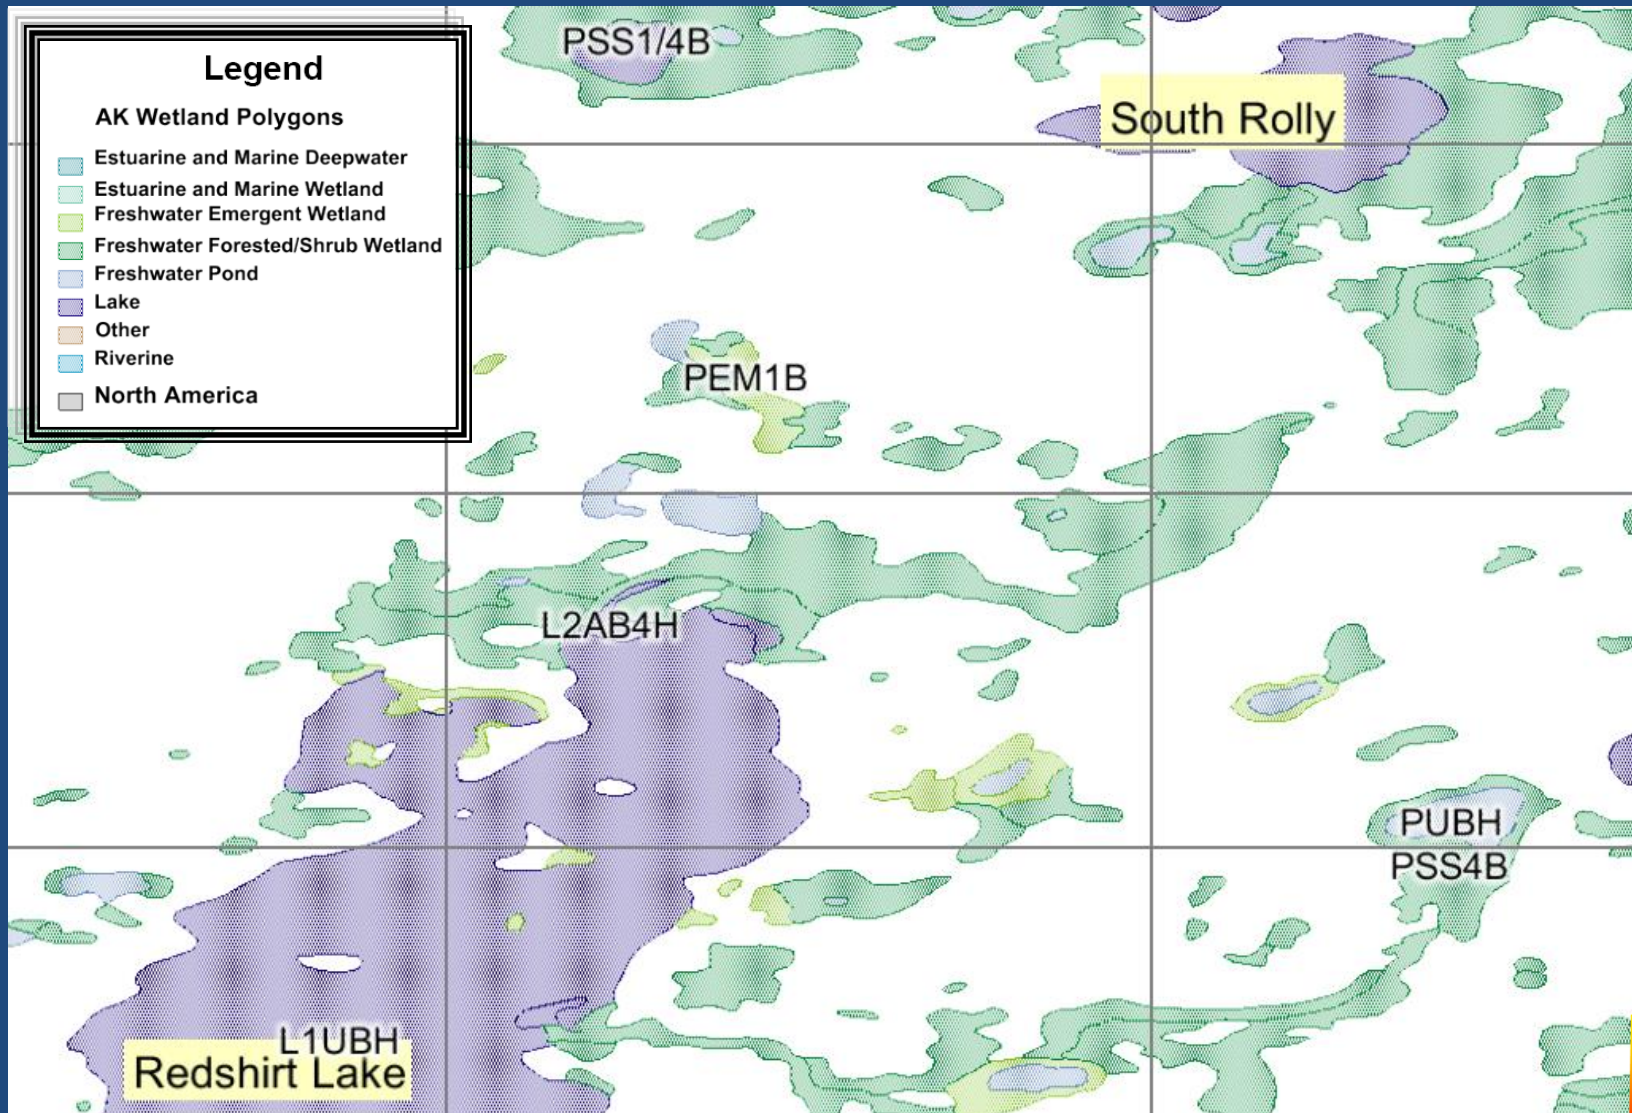 Legend
AK Wetland Polygons
Estuarine and Marine Deepwater
Estuarine and Marine Wetland
Freshwater Emergent Wetland
Freshwater Forested/Shrub Wetland
Freshwater Pond
Lake
Other
Riverine
North America
PSS1/4B
South Rolly
PEM1B
L2AB4H
PUBH
PSS4B
L1UBH
Redshirt Lake